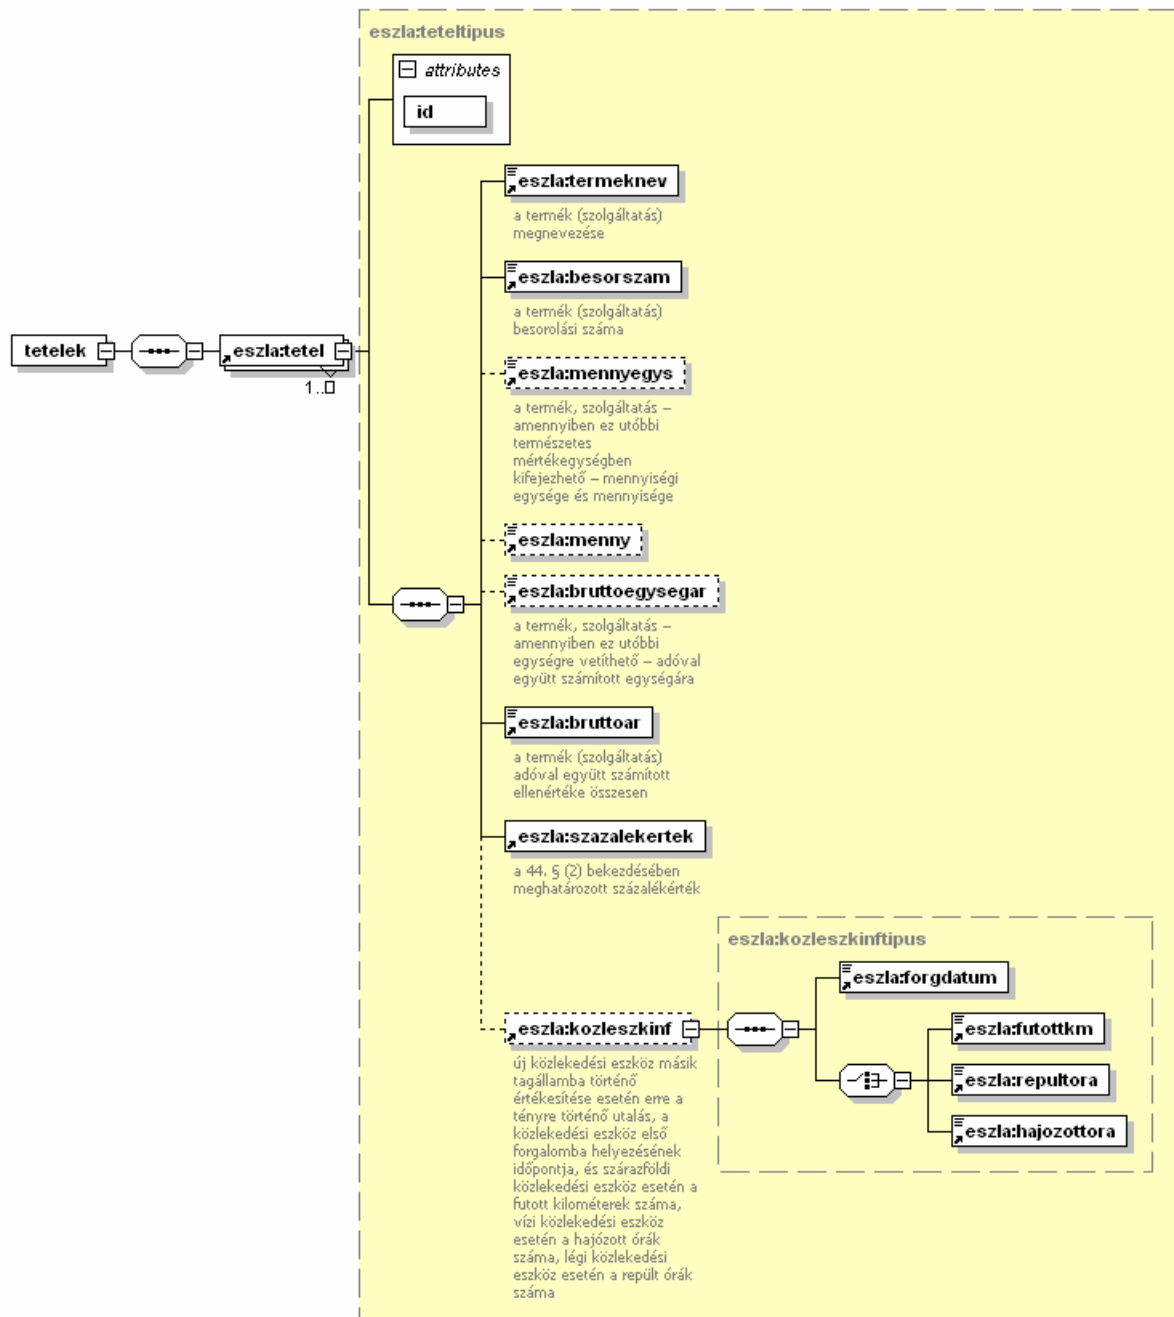 eszla:teteltipus
attributes
id
eszla:termeknev
a termék (szolgáltatás)
megnevezése
eszla:besorszam
a termék (szolgáltatás)
besorolási száma
tetelek
eszla:tetel
1..
eszla:mennyegys
a termék, szolgáltatás –
amennyiben ez utóbbi
természetes
mértékegységben
kifejezhető – mennyiségi
egysége és mennyisége
eszla:menny
eszla:bruttoegysegar
a termék, szolgáltatás –
amennyiben ez utóbbi
egységre vetíthető – adóval
együtt számított egységára
eszla:bruttoar
a termék (szolgáltatás)
adóval együtt számított
ellenértéke összesen
eszla:szazalekertek
a 44. § (2) bekezdésében
meghatározott százalékérték
eszla:kozleszkinftipus
eszla:forgdatum
eszla:kozleszkinf
eszla:futottkm
eszla:repultora
eszla:hajozottora
új közlekedési eszköz másik
tagállamba történő
értékesítése esetén erre a
tényre történő utalás, a
közlekedési eszköz első
forgalomba helyezésének
időpontja, és szárazföldi
közlekedési eszköz esetén a
futott kilométerek száma,
vízi közlekedési eszköz
esetén a hajózott órák
száma, légi közlekedési
eszköz esetén a repült órák
száma